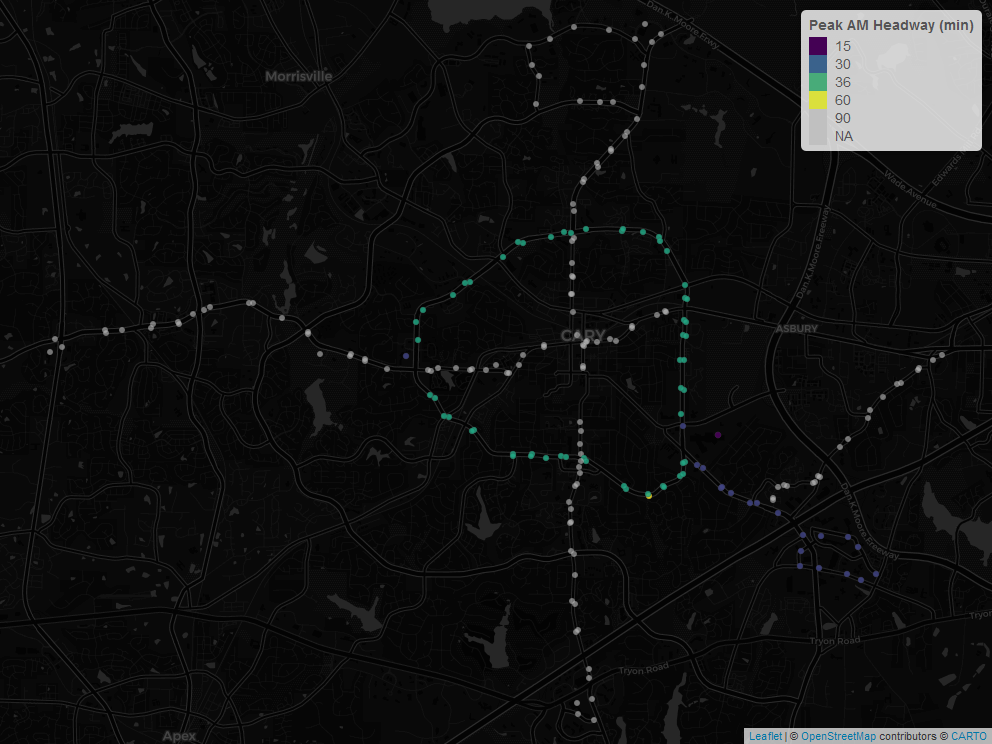 Dan K. Moore Frwy
Peak AM Headway (min)
15
30
36
60
90
NA
Morrisville
Wade Avenue
Edwards
Dan K. Moore Freeway
CARY
ASBURY
Dan K. Moore Freeway
Tryon
Tryon Road
Tryon Road
Apex
Leaflet | © OpenStreetMap contributors © CARTO